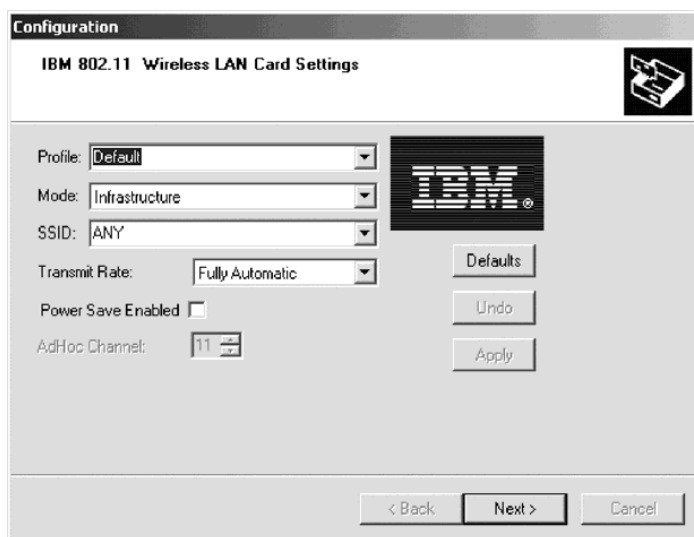 Configuration
IBM 802.11 Wireless LAN Card Settings
Profile: Default
Mode: Infrastructure
IBM®
SSID: ANY
Transmit Rate: Fully Automatic
Defaults
Power Save Enabled
Undo
AdHoc Channel: 11
Apply
< Back Next > Cancel